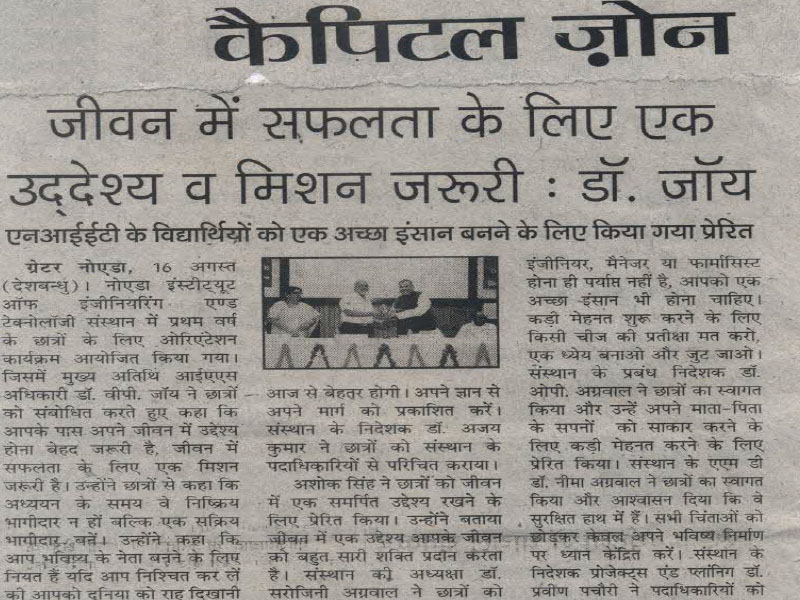 कैपिटल ज़ोन
जीवन में सफलता के लिए एक
उद्देश्य व मिशन जरूरी : डॉ. जॉय
एनआईईटी के विद्यार्थियों को एक अच्छा इंसान बनने के लिए किया गया प्रेरित
ग्रेटर नोएडा, 16 अगस्त
(देशबन्धु)। नोएडा इंस्टीट्यूट
ऑफ इंजीनियरिंग एण्ड
टेक्नोलॉजी संस्थान में प्रथम वर्ष
के छात्रों के लिए ओरिएटेशन
कार्यक्रम आयोजित किया गया।
जिसमें मुख्य अतिथि आईएएस
अधिकारी डॉ. वीपी. जॉय ने छात्रों
को संबोधित करते हुए कहा कि
आपके पास अपने जीवन में उद्देश्य
होना बेहद जरूरी है, जीवन में
सफलता के लिए एक मिशन
जरूरी है। उन्होंने छात्रों से कहा कि
अध्ययन के समय वे निष्क्रिय
भागीदार न हों बल्कि एक सक्रिय
भागीदार बनें। उन्होंने कहा कि
आप भविष्य के नेता बनने के लिए
नियत हैं यदि आप निश्चित कर लें
की आपको दुनिया को राह दिखानी
आज से बेहतर होगी। अपने ज्ञान से
अपने मार्ग को प्रकाशित करें।
संस्थान के निदेशक डॉ. अजय
कुमार ने छात्रों को संस्थान के
पदाधिकारियों से परिचित कराया।
अशोक सिंह ने छात्रों को जीवन
में एक समर्पित उद्देश्य रखने के
लिए प्रेरित किया। उन्होंने बताया
जीवन में एक उद्देश्य आपके जीवन
को बहुत सारी शक्ति प्रदान करता
है। संस्थान की अध्यक्षा डॉ.
सरोजिनी अग्रवाल ने छात्रों को
इंजीनियर, मैनेजर या फार्मासिस्ट
होना ही पर्याप्त नहीं है, आपको एक
अच्छा इंसान भी होना चाहिए।
कड़ी मेहनत शुरू करने के लिए
किसी चीज की प्रतीक्षा मत करो,
एक ध्येय बनाओ और जुट जाओ।
संस्थान के प्रबंध निदेशक डॉ.
ओपी. अग्रवाल ने छात्रों का स्वागत
किया और उन्हें अपने माता-पिता
के सपनों को साकार करने के
लिए कड़ी मेहनत करने के लिए
प्रेरित किया। संस्थान के एएम डी
डॉ. नीमा अग्रवाल ने छात्रों का स्वागत
किया और आश्वासन दिया कि वे
सुरक्षित हाथ में हैं। सभी चिंताओं को
छोड़कर केवल अपने भविष्य निर्माण
पर ध्यान केंद्रित करें। संस्थान के
निदेशक प्रोजेक्ट्स एंड प्लानिंग डॉ.
प्रवीण पचौरी ने पदाधिकारियों को